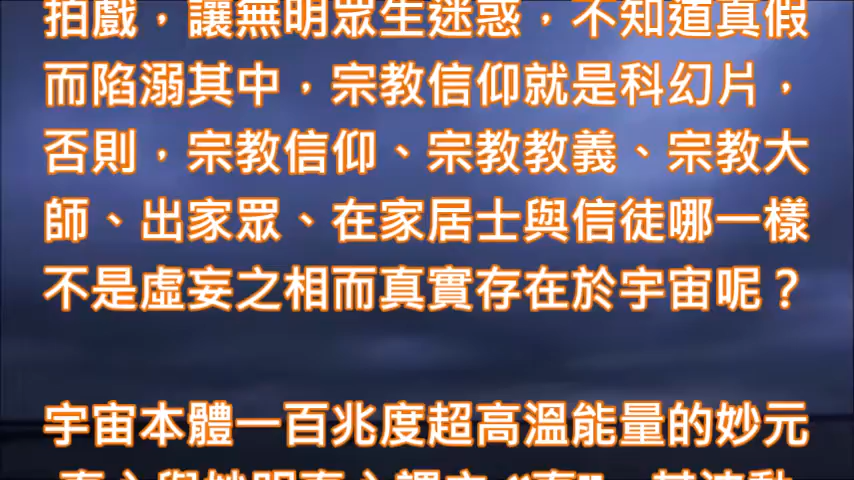 拍戲，讓無明眾生迷惑，不知道真假
而陷溺其中，宗教信仰就是科幻片，
否則，宗教信仰、宗教教義、宗教大
師、出家眾、在家居士與信徒哪一樣
不是虛妄之相而真實存在於宇宙呢？
宇宙本體一百兆度超高溫能量的妙元